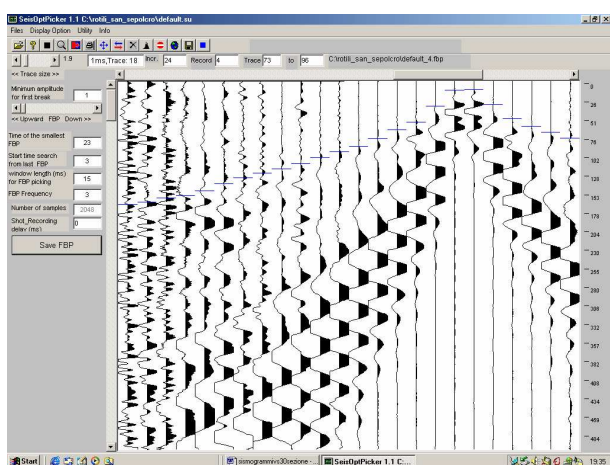 SeisOptPicker 1.1 C:\rotili_san_sepolcro\default.su
Files Display Option Utility Info
1.9 1ms,Trace: 18 Incr. 24 Record 4 Trace 73 to 96 C:\rotili_san_sepolcro\default_4.fbp
<< Trace size >>
Minimum amplitude
for first break 1
<< Upward FBP Down >>
Time of the smallest
FBP 23
Start time search
from last FBP 3
window length (ms)
for FBP picking 15
FBP Frequency 3
Number of samples 2048
Shot_Recording
delay (ms) 0
Save FBP
0
26
51
76
102
128
153
178
204
230
255
280
306
332
357
382
408
434
459
484
Start sismogrammivs30sezione - ... SeisOptPicker 1.1 C:... 19:35